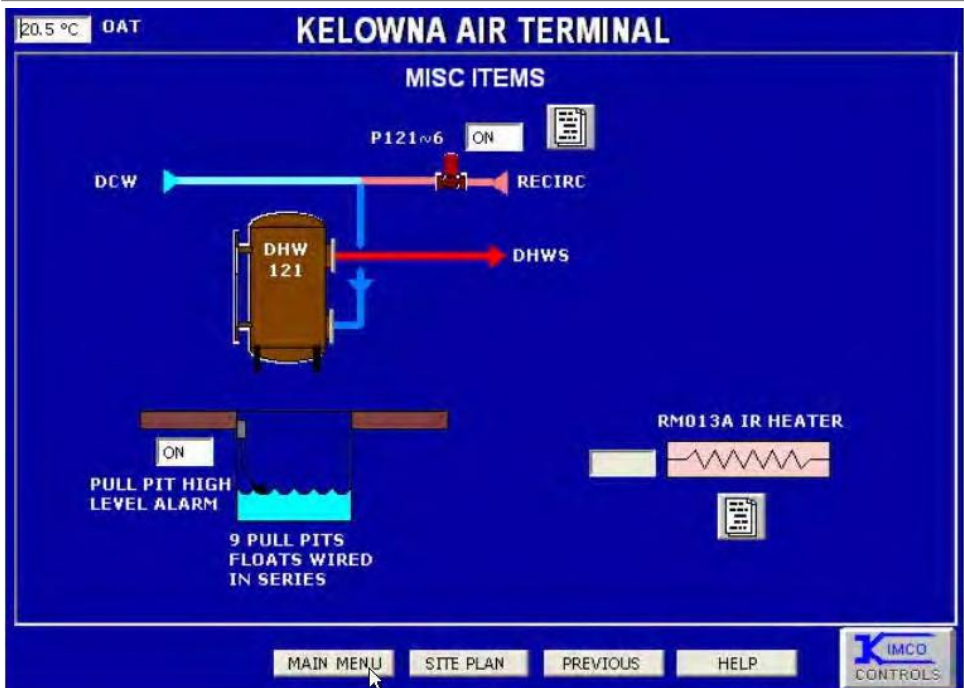 20.5 °C OAT
KELOWNA AIR TERMINAL
MISC ITEMS
P121~6 ON
DCW
RECIRC
DHW
121
DHWS
RM013A IR HEATER
ON
PULL PIT HIGH
LEVEL ALARM
9 PULL PITS
FLOATS WIRED
IN SERIES
MAIN MENU SITE PLAN PREVIOUS HELP
KIMCO
CONTROLS